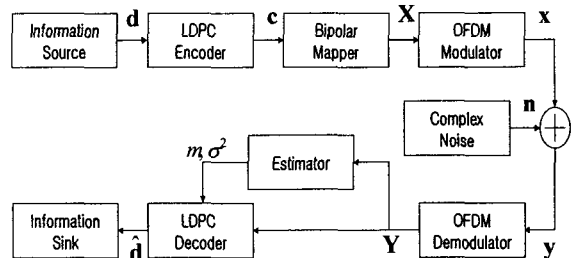 Information
Source
d
LDPC
Encoder
c
Bipolar
Mapper
X
OFDM
Modulator
x
Complex
Noise
n
m, σ²
Estimator
Information
Sink
d̂
LDPC
Decoder
Y
OFDM
Demodulator
y